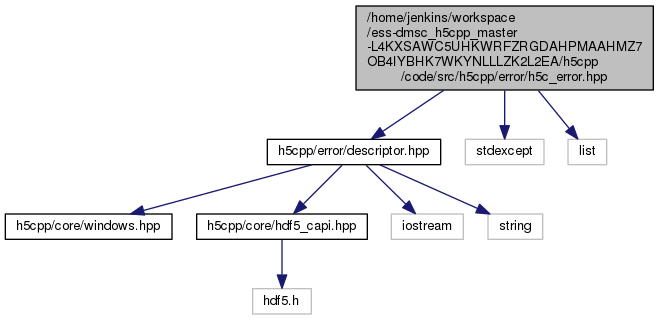 /home/jenkins/workspace
/ess-dmsc_h5cpp_master
-L4KXSAWC5UHKWRFZRGDAHPMAAHMZ7
OB4IYBHK7WKYNLLLZK2L2EA/h5cpp
/code/src/h5cpp/error/h5c_error.hpp
h5cpp/error/descriptor.hpp
stdexcept
list
h5cpp/core/windows.hpp
h5cpp/core/hdf5_capi.hpp
iostream
string
hdf5.h